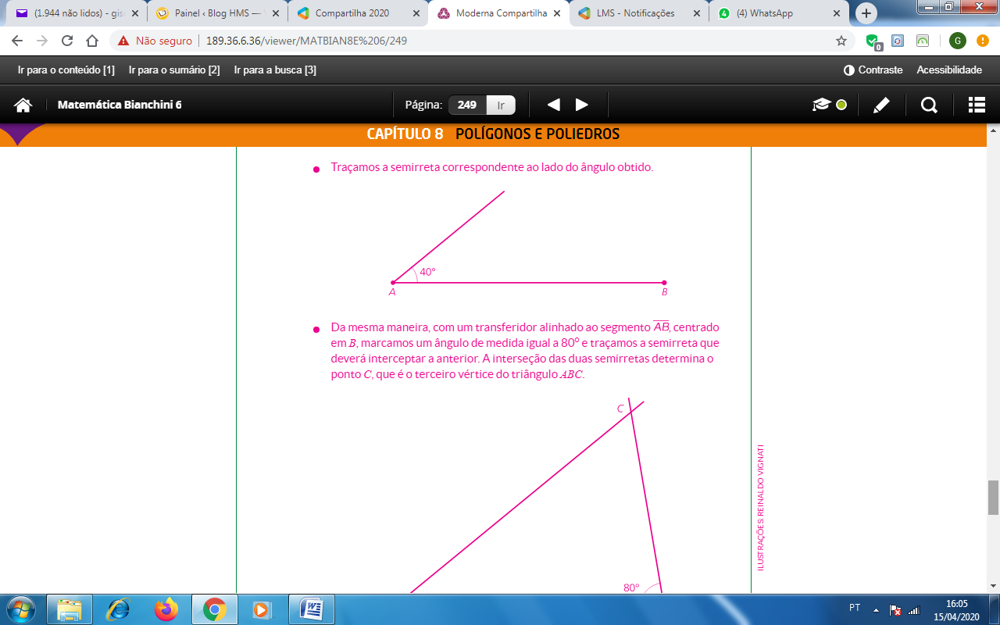 (1.944 não lidos) - gis
Painel ‹ Blog HMS —
Compartilha 2020
Moderna Compartilha
LMS - Notificações
(4) WhatsApp
Não seguro
189.36.6.36/viewer/MATBIAN8E%206/249
0
G
Ir para o conteúdo [1]
Ir para o sumário [2]
Ir para a busca [3]
Contraste
Acessibilidade
Matemática Bianchini 6
Página:
249
Ir
CAPÍTULO 8 POLÍGONOS E POLIEDROS
Traçamos a semirreta correspondente ao lado do ângulo obtido.
40°
A
B
Da mesma maneira, com um transferidor alinhado ao segmento A̅B̅, centrado
em B, marcamos um ângulo de medida igual a 80° e traçamos a semirreta que
deverá interceptar a anterior. A interseção das duas semirretas determina o
ponto C, que é o terceiro vértice do triângulo ABC.
C
80°
ILUSTRAÇÕES: REINALDO VIGNATI
PT
16:05
15/04/2020